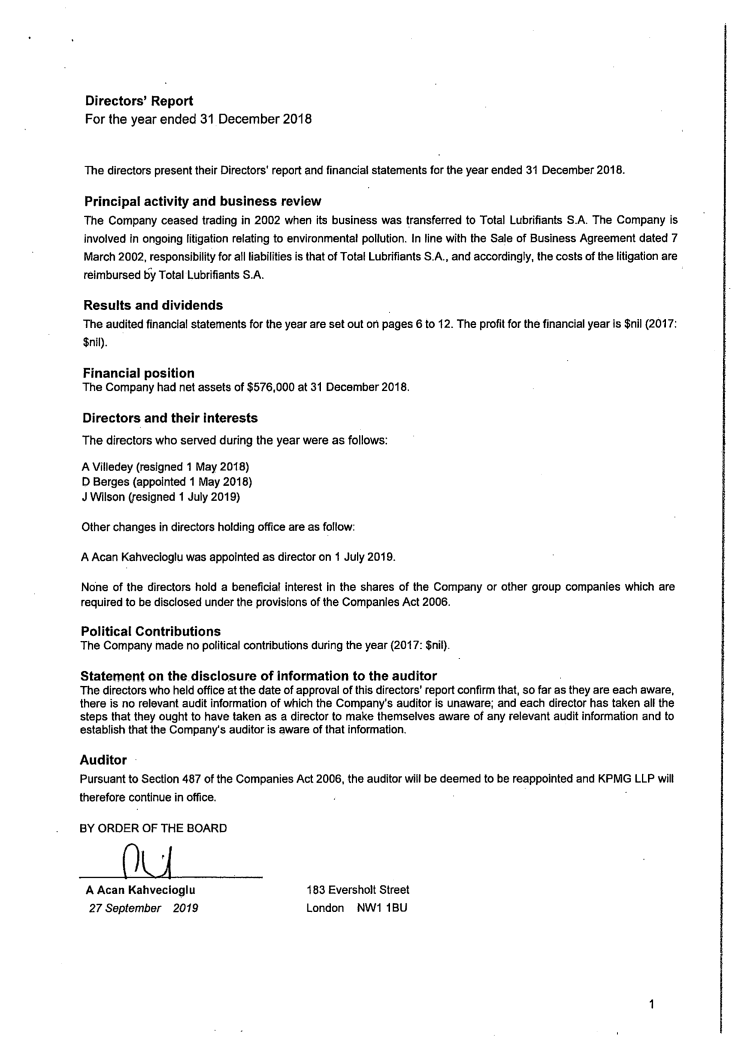 Directors' Report
For the year ended 31 December 2018
The directors present their Directors' report and financial statements for the year ended 31 December 2018.
Principal activity and business review
The Company ceased trading in 2002 when its business was transferred to Total Lubrifiants S.A. The Company is
involved in ongoing litigation relating to environmental pollution. In line with the Sale of Business Agreement dated 7
March 2002, responsibility for all liabilities is that of Total Lubrifiants S.A., and accordingly, the costs of the litigation are
reimbursed by Total Lubrifiants S.A.
Results and dividends
The audited financial statements for the year are set out on pages 6 to 12. The profit for the financial year is $nil (2017:
$nil).
Financial position
The Company had net assets of $576,000 at 31 December 2018.
Directors and their interests
The directors who served during the year were as follows:
A Villedey (resigned 1 May 2018)
D Berges (appointed 1 May 2018)
J Wilson (resigned 1 July 2019)
Other changes in directors holding office are as follow:
A Acan Kahvecioglu was appointed as director on 1 July 2019.
None of the directors hold a beneficial interest in the shares of the Company or other group companies which are
required to be disclosed under the provisions of the Companies Act 2006.
Political Contributions
The Company made no political contributions during the year (2017: $nil).
Statement on the disclosure of information to the auditor
The directors who held office at the date of approval of this directors' report confirm that, so far as they are each aware,
there is no relevant audit information of which the Company's auditor is unaware; and each director has taken all the
steps that they ought to have taken as a director to make themselves aware of any relevant audit information and to
establish that the Company's auditor is aware of that information.
Auditor
Pursuant to Section 487 of the Companies Act 2006, the auditor will be deemed to be reappointed and KPMG LLP will
therefore continue in office.
BY ORDER OF THE BOARD
A Acan Kahvecioglu 183 Eversholt Street
27 September 2019 London NW1 1BU
1